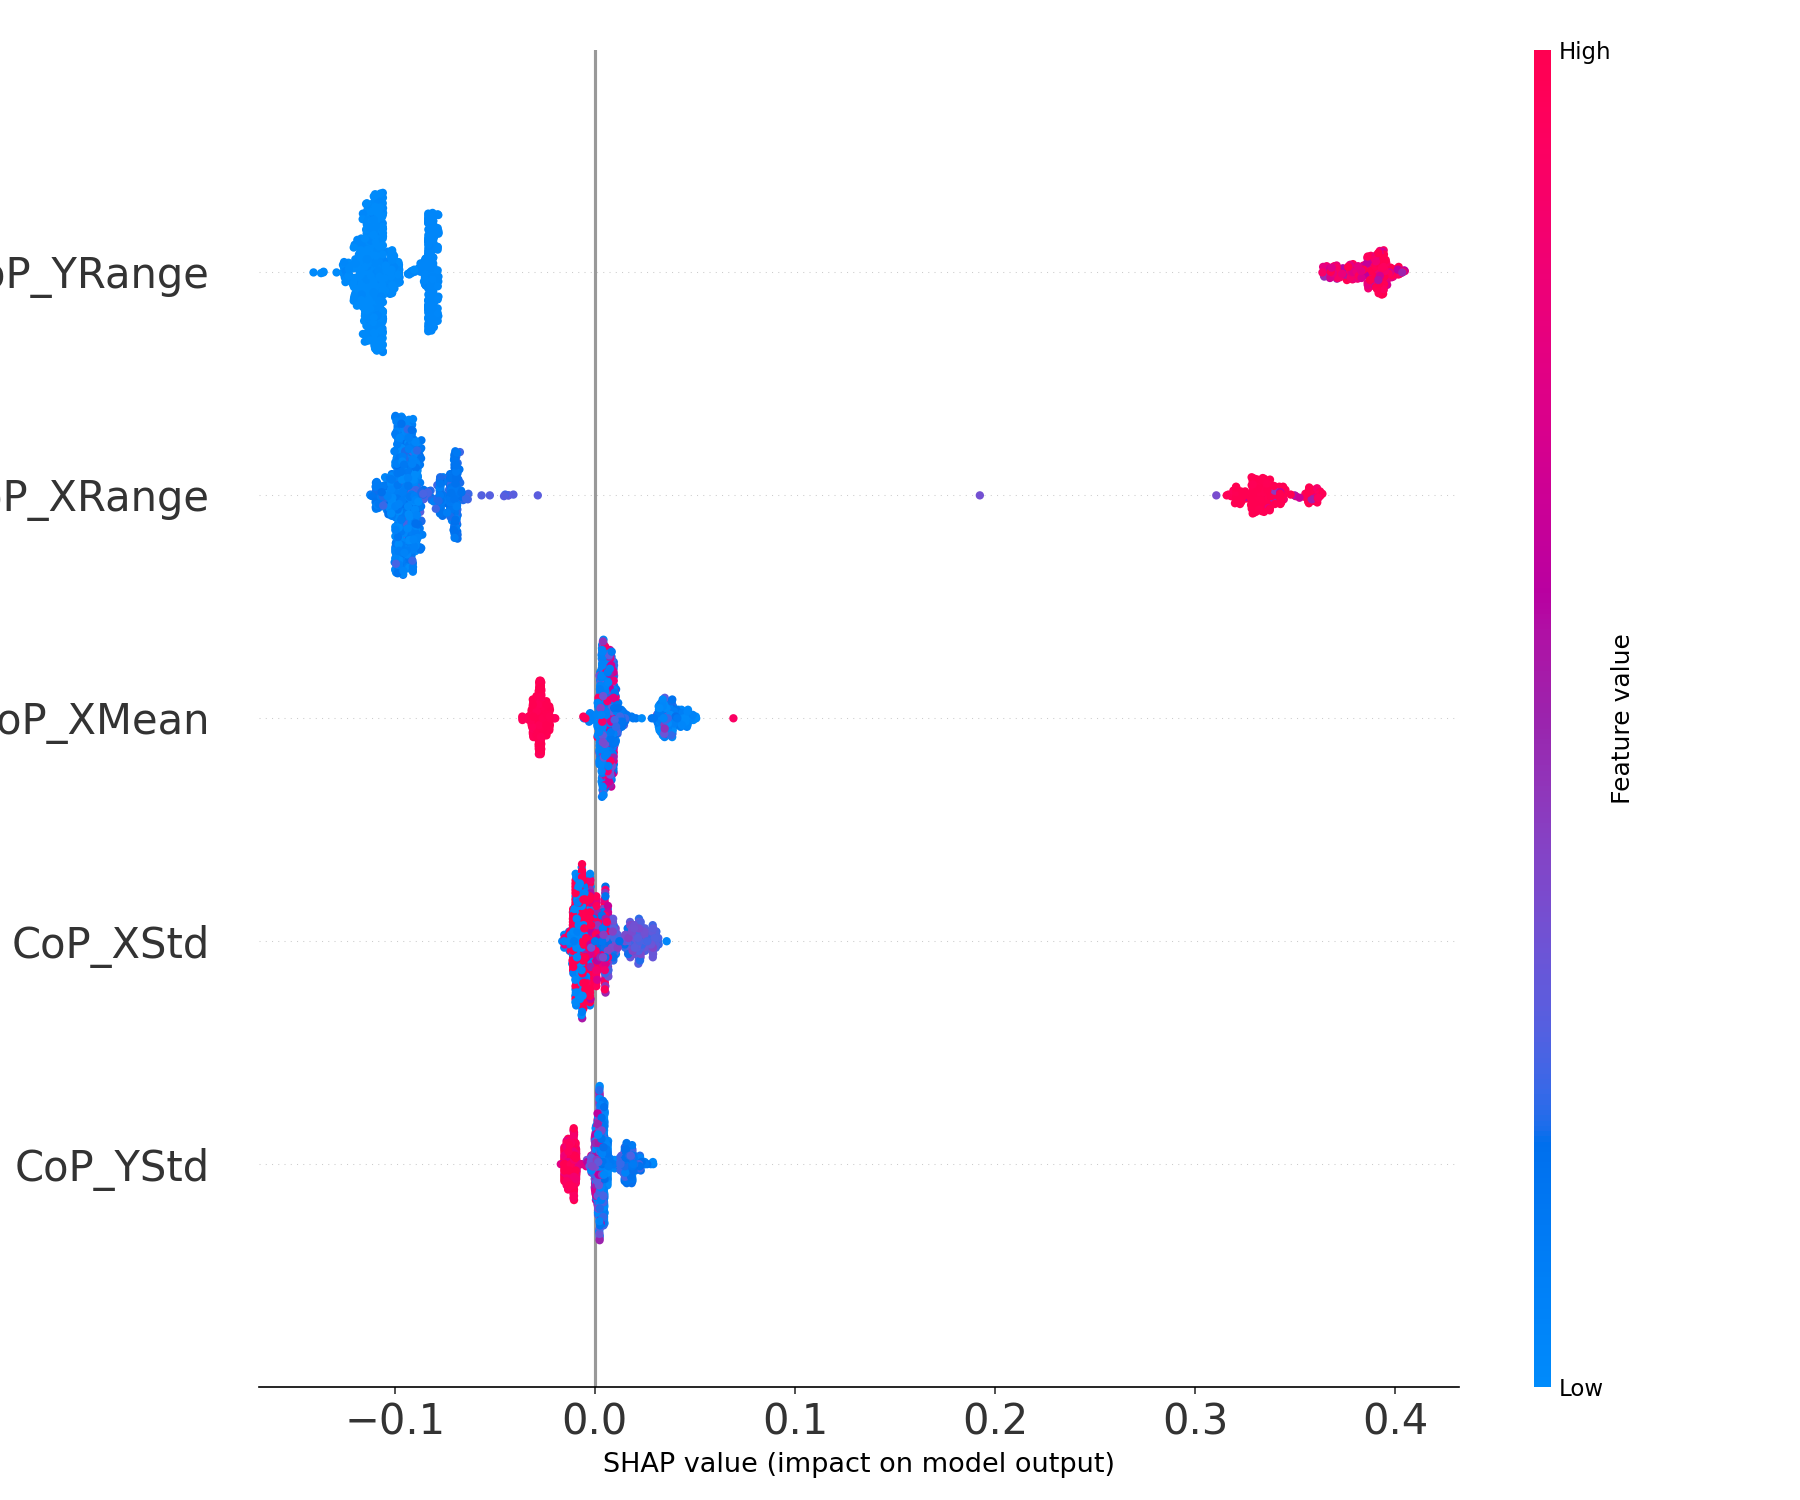 High
oP_YRange
P_XRange
oP_XMean
CoP_XStd
CoP_YStd
Feature value
Low
−0.1
0.0
0.1
0.2
0.3
0.4
SHAP value (impact on model output)